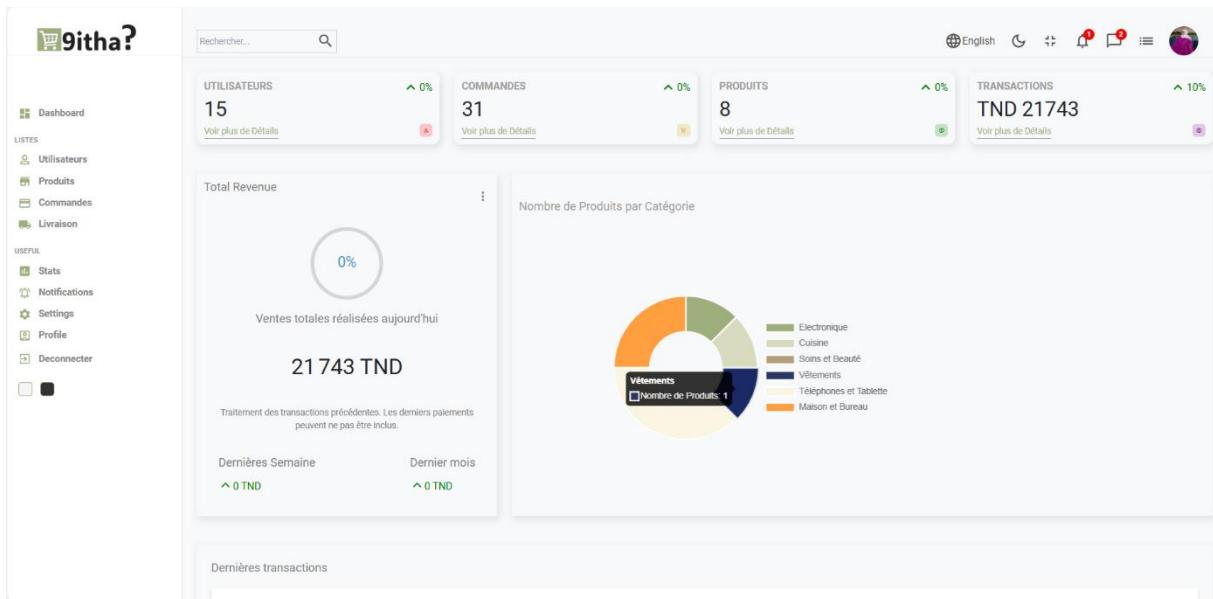 9itha?
Rechercher...
English
1
2
Dashboard
LISTES
Utilisateurs
Produits
Commandes
Livraison
USEFUL
Stats
Notifications
Settings
Profile
Deconnecter
UTILISATEURS
0%
15
Voir plus de Détails
COMMANDES
0%
31
Voir plus de Détails
PRODUITS
0%
8
Voir plus de Détails
TRANSACTIONS
10%
TND 21743
Voir plus de Détails
Total Revenue
0%
Ventes totales réalisées aujourd'hui
21 743 TND
Traitement des transactions précédentes. Les derniers paiements
peuvent ne pas être inclus.
Dernières Semaine
Dernier mois
0 TND
0 TND
Nombre de Produits par Catégorie
Vêtements
Nombre de Produits: 1
Electronique
Cuisine
Soins et Beauté
Vêtements
Téléphones et Tablette
Maison et Bureau
Dernières transactions